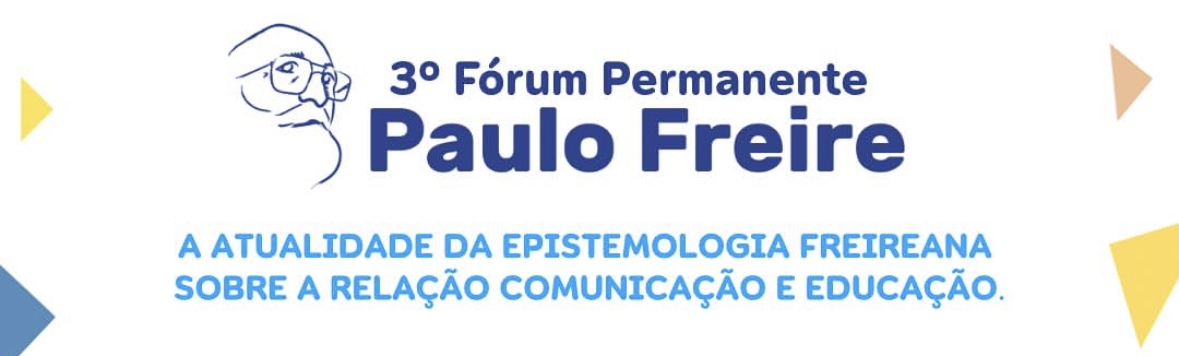 3º Fórum Permanente
Paulo Freire
A ATUALIDADE DA EPISTEMOLOGIA FREIREANA
SOBRE A RELAÇÃO COMUNICAÇÃO E EDUCAÇÃO.